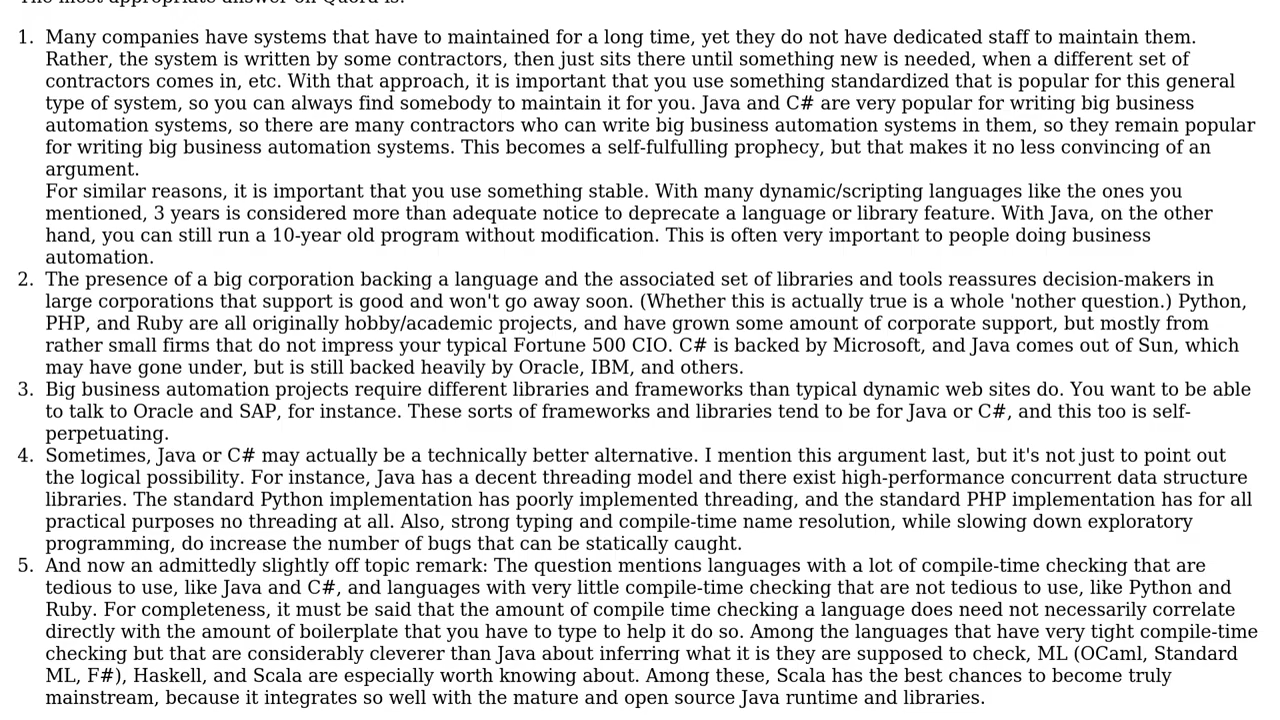 The most appropriate answer on Quora is:
1. Many companies have systems that have to maintained for a long time, yet they do not have dedicated staff to maintain them.
Rather, the system is written by some contractors, then just sits there until something new is needed, when a different set of
contractors comes in, etc. With that approach, it is important that you use something standardized that is popular for this general
type of system, so you can always find somebody to maintain it for you. Java and C# are very popular for writing big business
automation systems, so there are many contractors who can write big business automation systems in them, so they remain popular
for writing big business automation systems. This becomes a self-fulfulling prophecy, but that makes it no less convincing of an
argument.
For similar reasons, it is important that you use something stable. With many dynamic/scripting languages like the ones you
mentioned, 3 years is considered more than adequate notice to deprecate a language or library feature. With Java, on the other
hand, you can still run a 10-year old program without modification. This is often very important to people doing business
automation.
2. The presence of a big corporation backing a language and the associated set of libraries and tools reassures decision-makers in
large corporations that support is good and won't go away soon. (Whether this is actually true is a whole 'nother question.) Python,
PHP, and Ruby are all originally hobby/academic projects, and have grown some amount of corporate support, but mostly from
rather small firms that do not impress your typical Fortune 500 CIO. C# is backed by Microsoft, and Java comes out of Sun, which
may have gone under, but is still backed heavily by Oracle, IBM, and others.
3. Big business automation projects require different libraries and frameworks than typical dynamic web sites do. You want to be able
to talk to Oracle and SAP, for instance. These sorts of frameworks and libraries tend to be for Java or C#, and this too is self-
perpetuating.
4. Sometimes, Java or C# may actually be a technically better alternative. I mention this argument last, but it's not just to point out
the logical possibility. For instance, Java has a decent threading model and there exist high-performance concurrent data structure
libraries. The standard Python implementation has poorly implemented threading, and the standard PHP implementation has for all
practical purposes no threading at all. Also, strong typing and compile-time name resolution, while slowing down exploratory
programming, do increase the number of bugs that can be statically caught.
5. And now an admittedly slightly off topic remark: The question mentions languages with a lot of compile-time checking that are
tedious to use, like Java and C#, and languages with very little compile-time checking that are not tedious to use, like Python and
Ruby. For completeness, it must be said that the amount of compile time checking a language does need not necessarily correlate
directly with the amount of boilerplate that you have to type to help it do so. Among the languages that have very tight compile-time
checking but that are considerably cleverer than Java about inferring what it is they are supposed to check, ML (OCaml, Standard
ML, F#), Haskell, and Scala are especially worth knowing about. Among these, Scala has the best chances to become truly
mainstream, because it integrates so well with the mature and open source Java runtime and libraries.